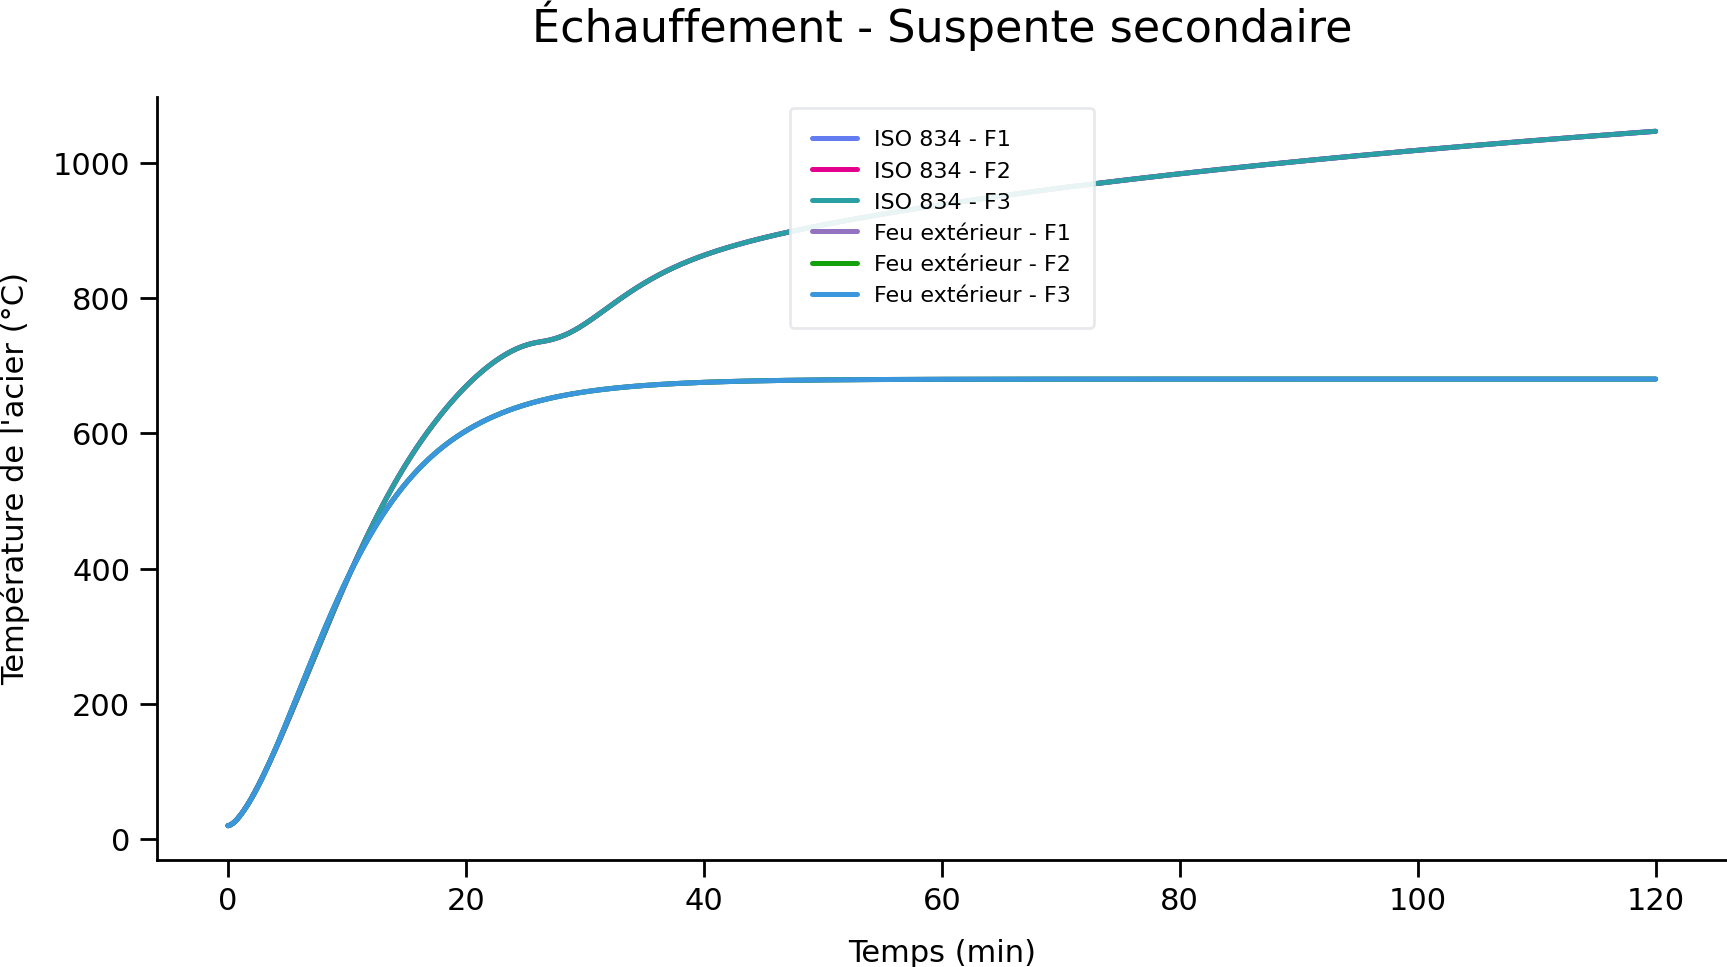 Échauffement - Suspente secondaire
ISO 834 - F1
ISO 834 - F2
ISO 834 - F3
Feu extérieur - F1
Feu extérieur - F2
Feu extérieur - F3
Température de l'acier (°C)
1000
800
600
400
200
0
0 20 40 60 80 100 120
Temps (min)